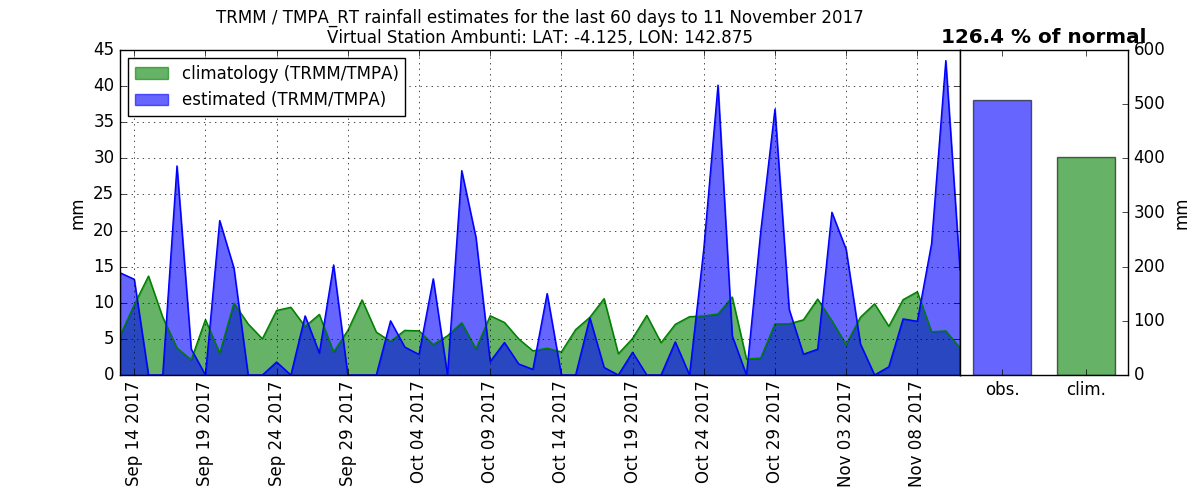 TRMM / TMPA_RT rainfall estimates for the last 60 days to 11 November 2017
Virtual Station Ambunti: LAT: -4.125, LON: 142.875
126.4 % of normal
climatology (TRMM/TMPA)
estimated (TRMM/TMPA)
45
40
35
30
25
20
15
10
5
0
mm
Sep 14 2017
Sep 19 2017
Sep 24 2017
Sep 29 2017
Oct 04 2017
Oct 09 2017
Oct 14 2017
Oct 19 2017
Oct 24 2017
Oct 29 2017
Nov 03 2017
Nov 08 2017
600
500
400
300
200
100
0
mm
obs.
clim.